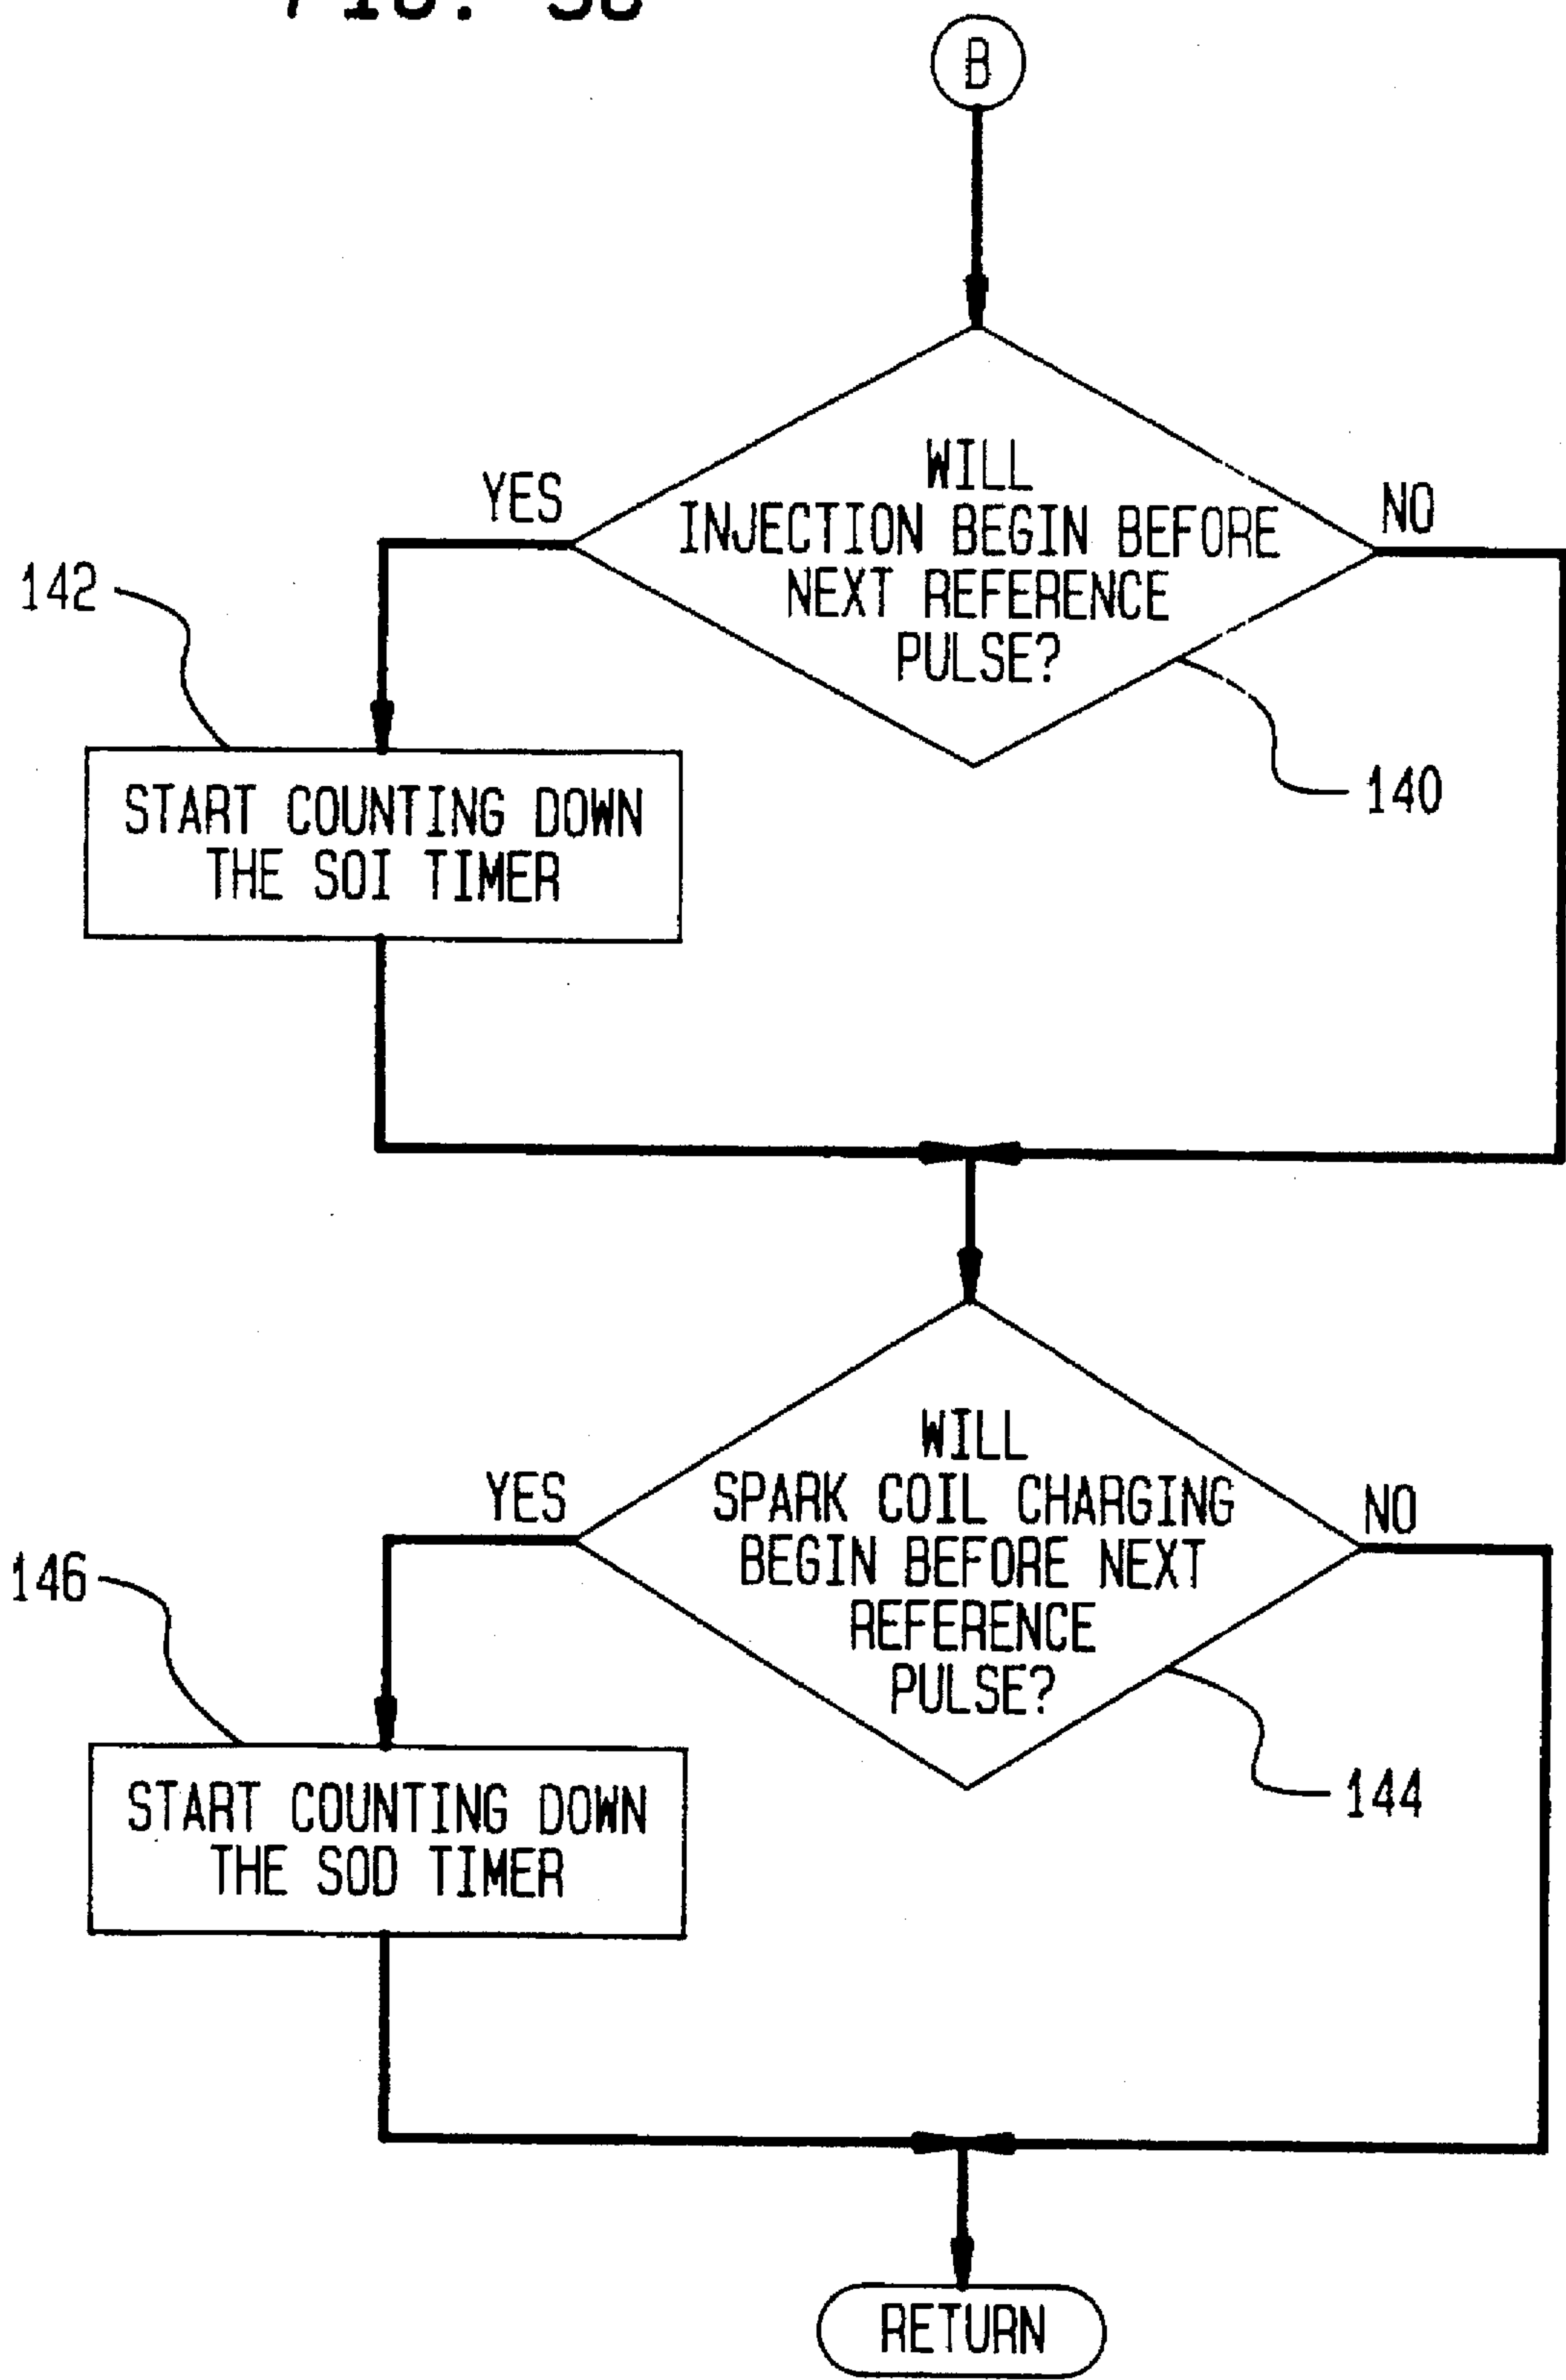 B
WILL
INJECTION BEGIN BEFORE
NEXT REFERENCE
PULSE?
YES
NO
142
140
START COUNTING DOWN
THE SOI TIMER
WILL
SPARK COIL CHARGING
BEGIN BEFORE NEXT
REFERENCE
PULSE?
YES
NO
146
144
START COUNTING DOWN
THE SOD TIMER
RETURN